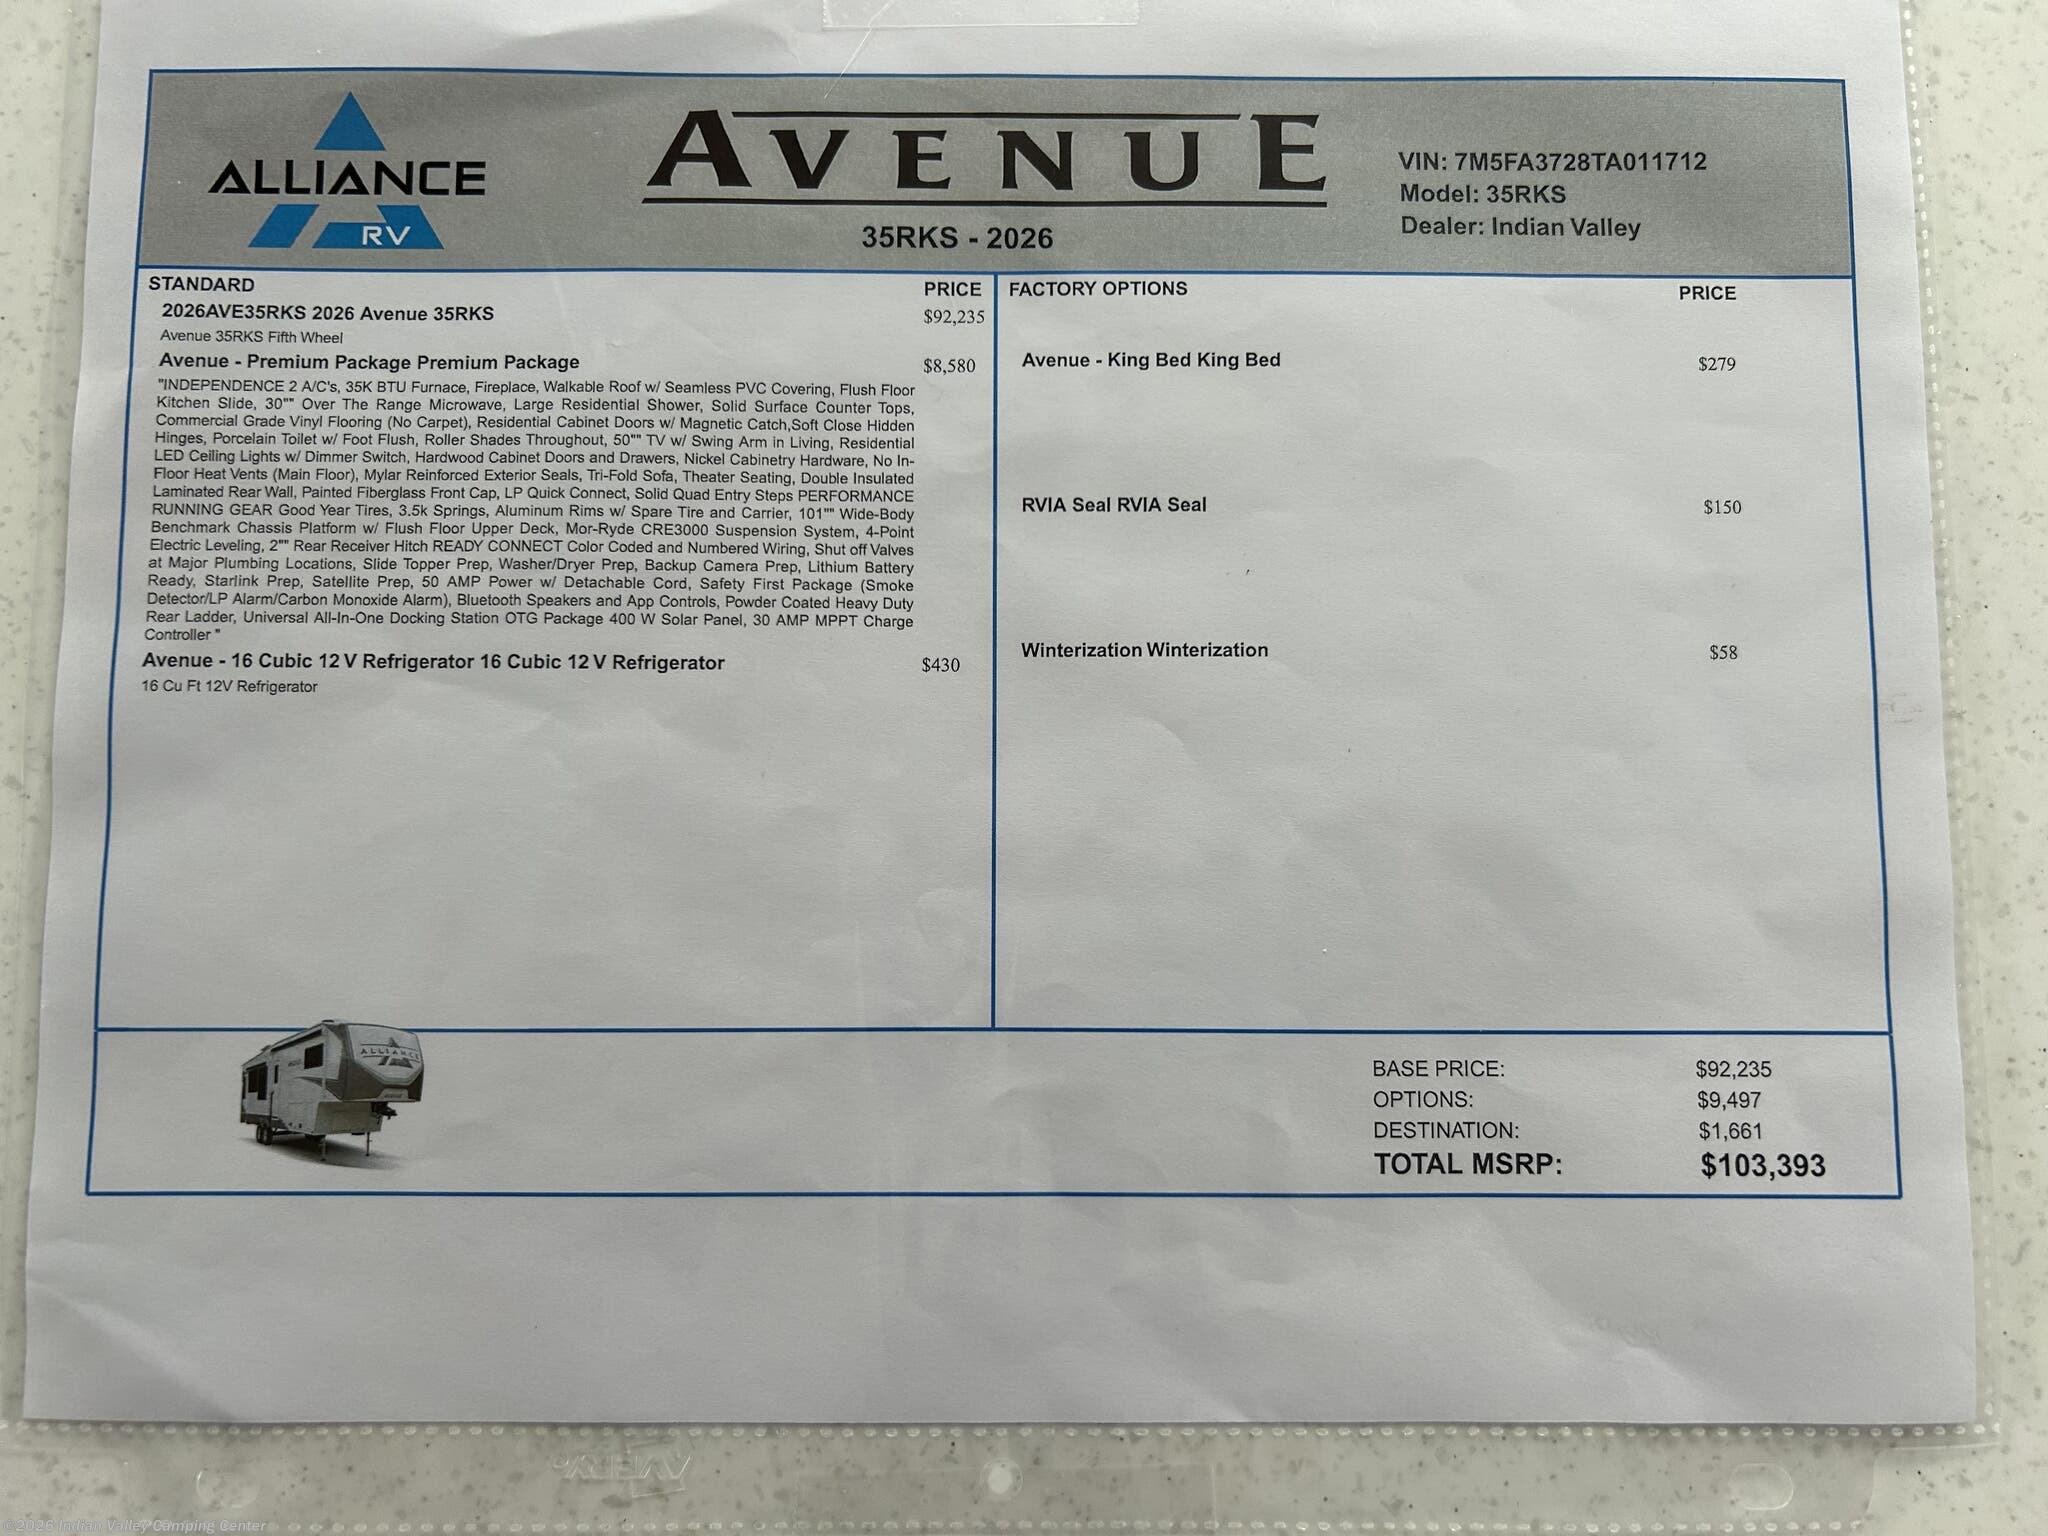 ALLIANCE
RV
AVENUE
35RKS - 2026
VIN: 7M5FA3728TA011712
Model: 35RKS
Dealer: Indian Valley
STANDARD PRICE
2026AVE35RKS 2026 Avenue 35RKS $92,235
Avenue 35RKS Fifth Wheel
Avenue - Premium Package Premium Package $8,580
"INDEPENDENCE 2 A/C's, 35K BTU Furnace, Fireplace, Walkable Roof w/ Seamless PVC Covering, Flush Floor
Kitchen Slide, 30"" Over The Range Microwave, Large Residential Shower, Solid Surface Counter Tops,
Commercial Grade Vinyl Flooring (No Carpet), Residential Cabinet Doors w/ Magnetic Catch,Soft Close Hidden
Hinges, Porcelain Toilet w/ Foot Flush, Roller Shades Throughout, 50"" TV w/ Swing Arm in Living, Residential
LED Ceiling Lights w/ Dimmer Switch, Hardwood Cabinet Doors and Drawers, Nickel Cabinetry Hardware, No In-
Floor Heat Vents (Main Floor), Mylar Reinforced Exterior Seals, Tri-Fold Sofa, Theater Seating, Double Insulated
Laminated Rear Wall, Painted Fiberglass Front Cap, LP Quick Connect, Solid Quad Entry Steps PERFORMANCE
RUNNING GEAR Good Year Tires, 3.5k Springs, Aluminum Rims w/ Spare Tire and Carrier, 101"" Wide-Body
Benchmark Chassis Platform w/ Flush Floor Upper Deck, Mor-Ryde CRE3000 Suspension System, 4-Point
Electric Leveling, 2"" Rear Receiver Hitch READY CONNECT Color Coded and Numbered Wiring, Shut off Valves
at Major Plumbing Locations, Slide Topper Prep, Washer/Dryer Prep, Backup Camera Prep, Lithium Battery
Ready, Starlink Prep, Satellite Prep, 50 AMP Power w/ Detachable Cord, Safety First Package (Smoke
Detector/LP Alarm/Carbon Monoxide Alarm), Bluetooth Speakers and App Controls, Powder Coated Heavy Duty
Rear Ladder, Universal All-In-One Docking Station OTG Package 400 W Solar Panel, 30 AMP MPPT Charge
Controller "
Avenue - 16 Cubic 12 V Refrigerator 16 Cubic 12 V Refrigerator $430
16 Cu Ft 12V Refrigerator
FACTORY OPTIONS PRICE
Avenue - King Bed King Bed $279
RVIA Seal RVIA Seal $150
Winterization Winterization $58
ALLIANCE
BASE PRICE: $92,235
OPTIONS: $9,497
DESTINATION: $1,661
TOTAL MSRP: $103,393
AVERY
©2026 Indian Valley Camping Center